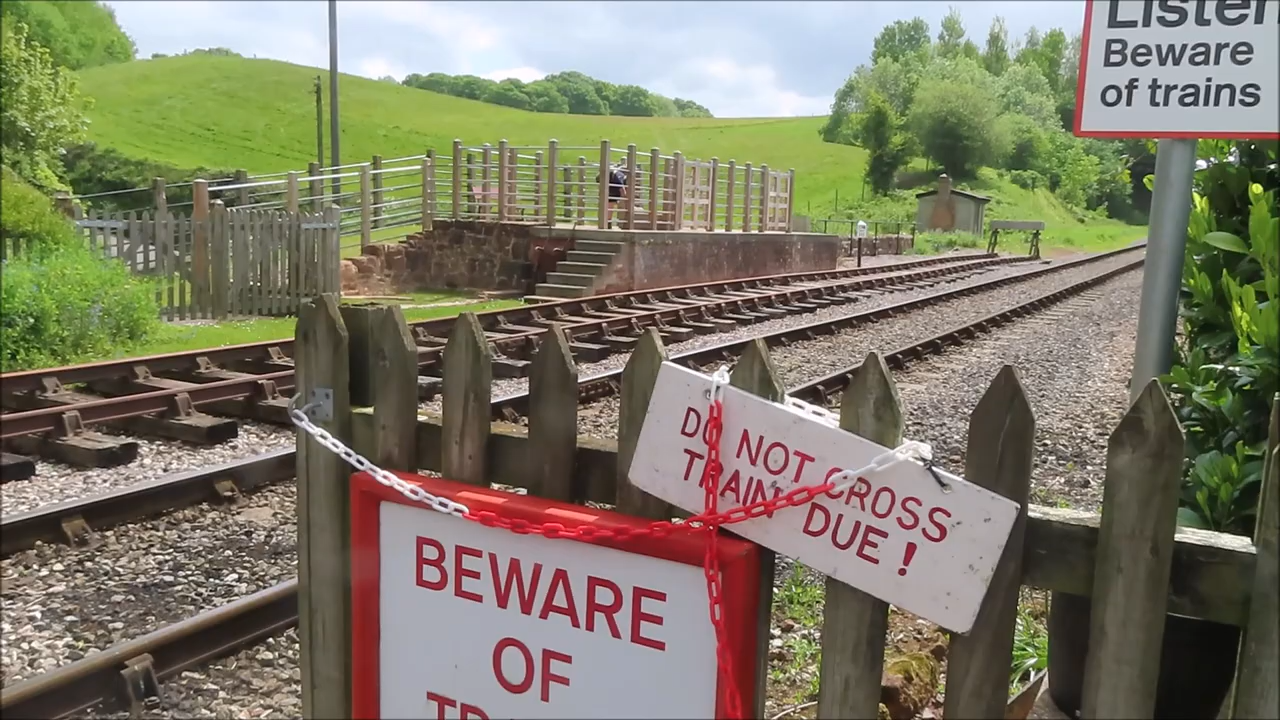 Listen
Beware
of trains
DO NOT CROSS
TRAIN DUE!
BEWARE
OF